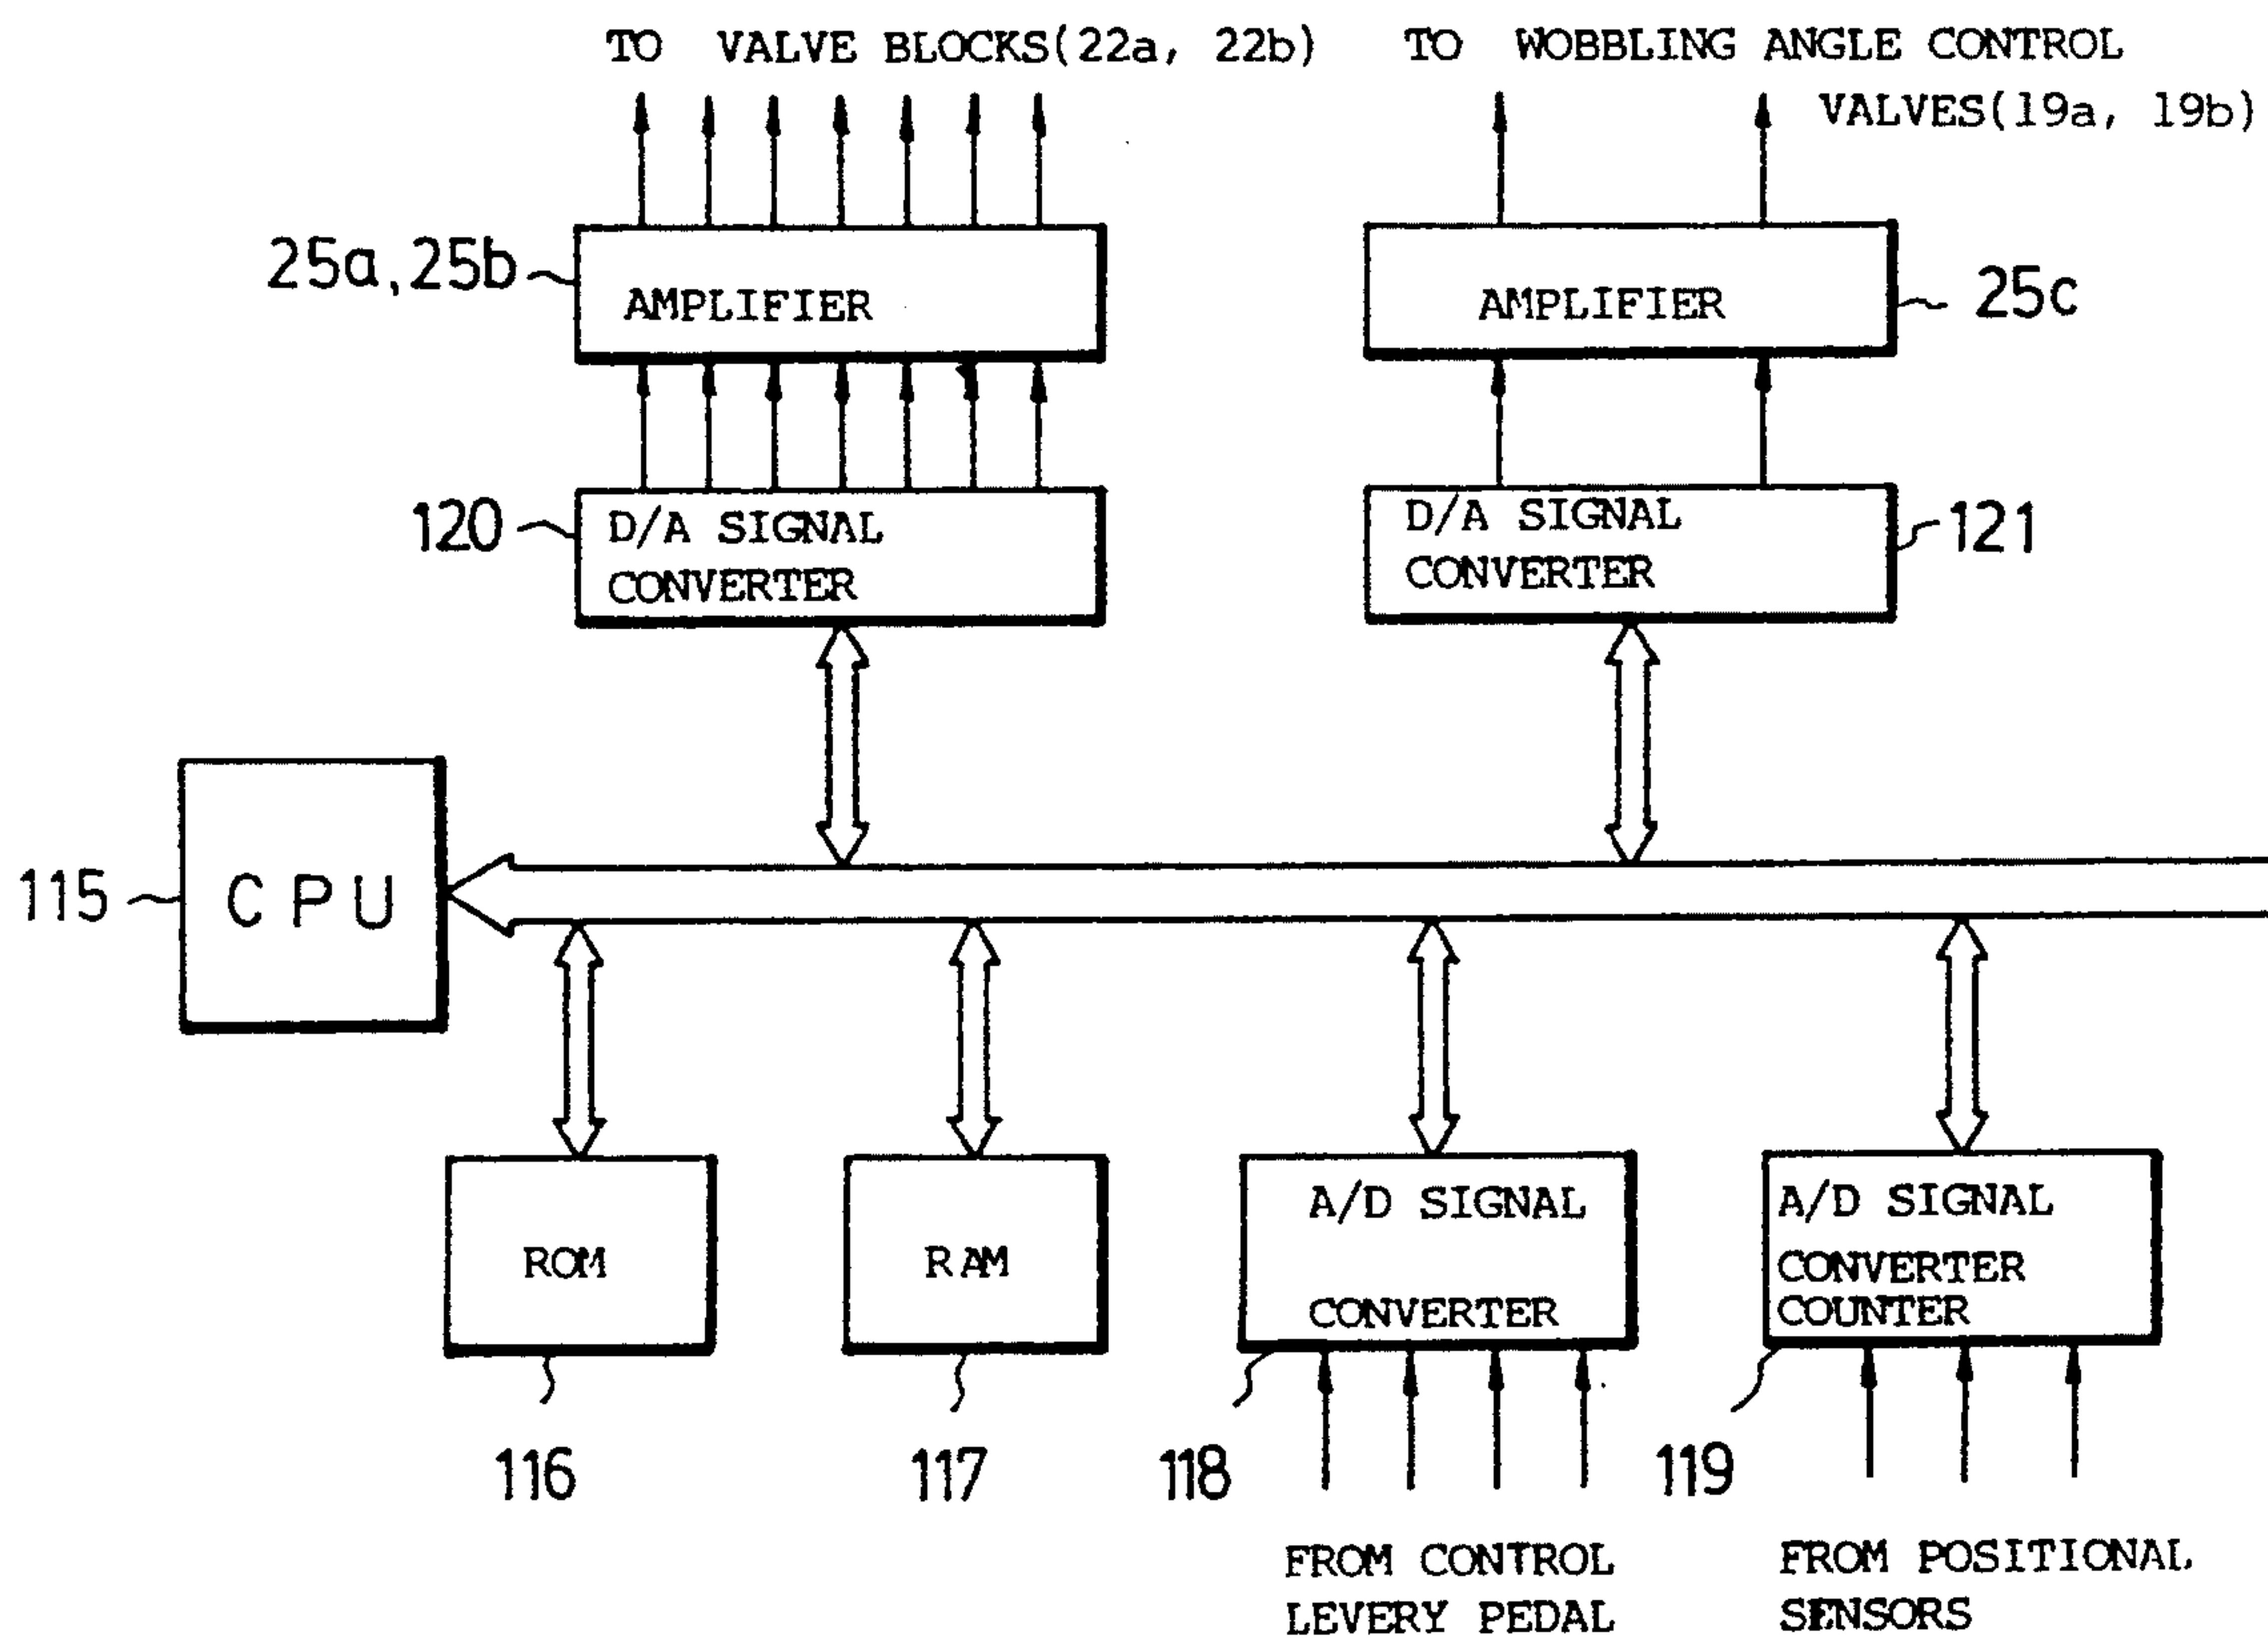 TO VALVE BLOCKS(22a, 22b)
TO WOBBLING ANGLE CONTROL
VALVES(19a, 19b)
25a, 25b
AMPLIFIER
AMPLIFIER
25c
120
D/A SIGNAL
CONVERTER
D/A SIGNAL
CONVERTER
121
115
CPU
ROM
RAM
A/D SIGNAL
CONVERTER
A/D SIGNAL
CONVERTER
COUNTER
116
117
118
119
FROM CONTROL
LEVERY PEDAL
FROM POSITIONAL
SENSORS